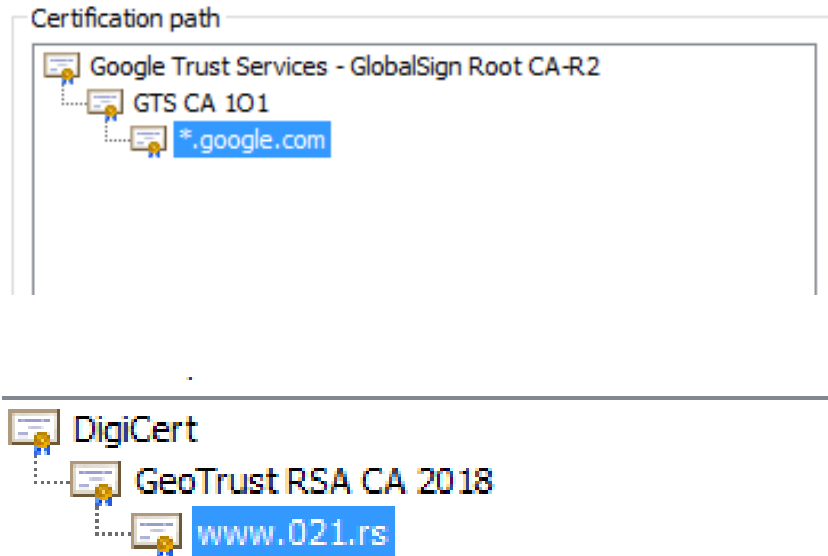 Certification path
Google Trust Services - GlobalSign Root CA-R2
GTS CA 1O1
*.google.com
.
DigiCert
GeoTrust RSA CA 2018
www.021.rs